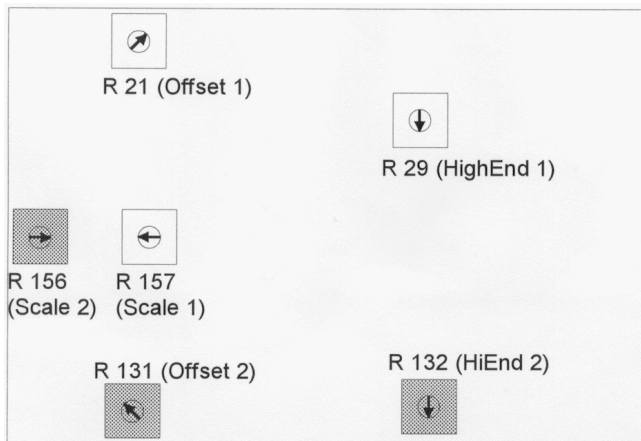 R 21 (Offset 1)
R 29 (HighEnd 1)
R 156
(Scale 2)
R 157
(Scale 1)
R 131 (Offset 2)
R 132 (HiEnd 2)